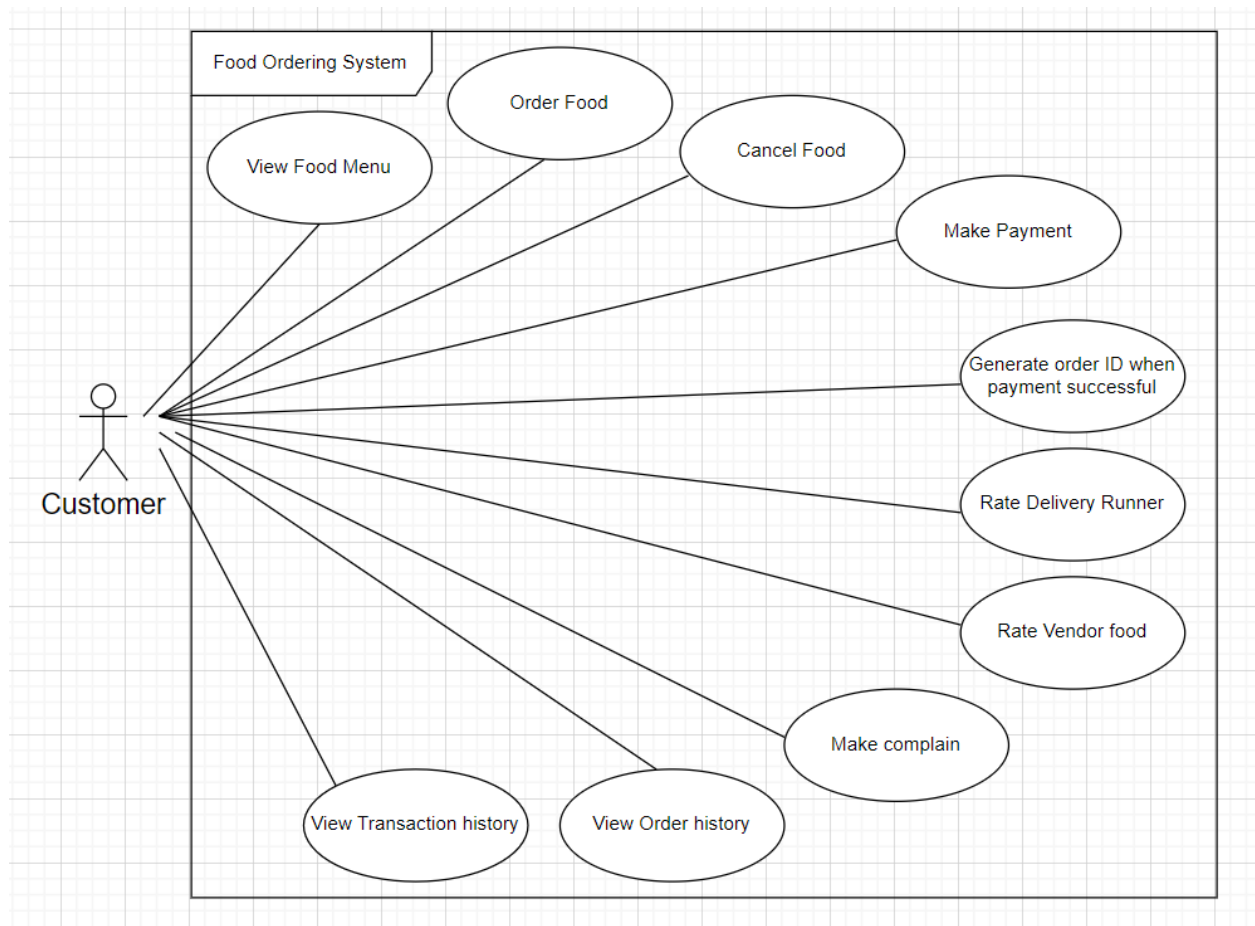 Food Ordering System
Order Food
Cancel Food
View Food Menu
Make Payment
Generate order ID when
payment successful
Customer
Rate Delivery Runner
Rate Vendor food
Make complain
View Transaction history
View Order history